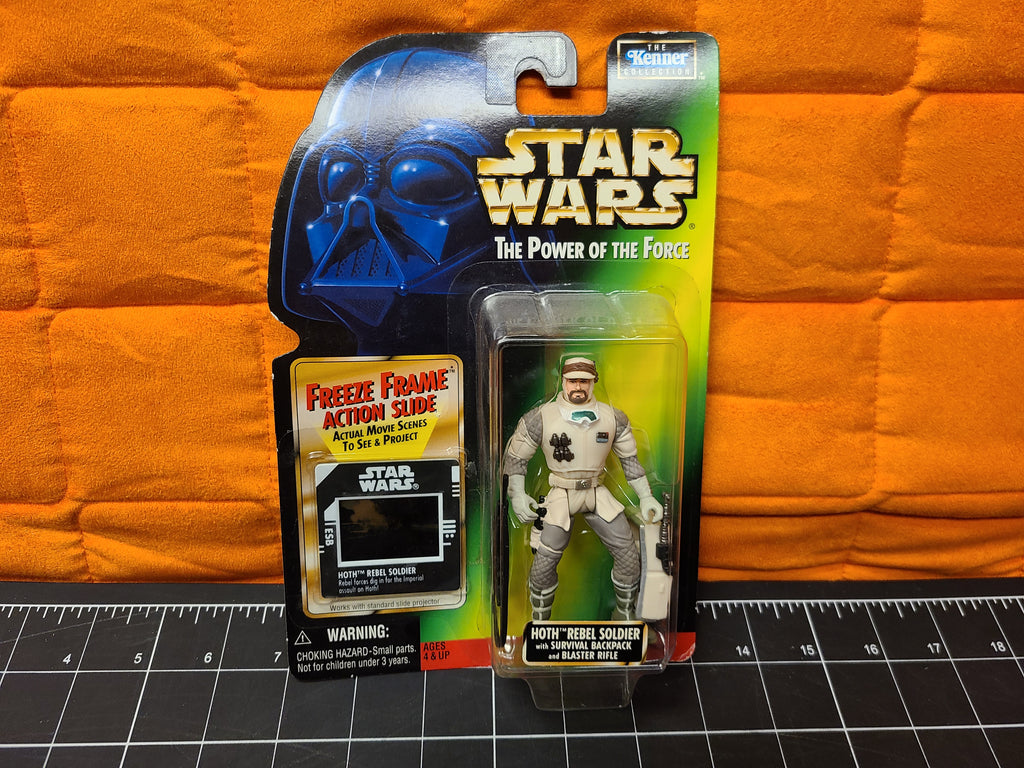 THE
Kenner
COLLECTION
STAR
WARS
®
THE POWER OF THE FORCE
FREEZE FRAME™
ACTION SLIDE
ACTUAL MOVIE SCENES
TO SEE & PROJECT
STAR
WARS®
ESB
HOTH™ REBEL SOLDIER
Rebel forces dig in for the Imperial
assault on Hoth!
Works with standard slide projector
WARNING:
CHOKING HAZARD-Small parts.
Not for children under 3 years.
AGES
4 & UP
HOTH™ REBEL SOLDIER
with SURVIVAL BACKPACK
and BLASTER RIFLE
4 5 6 7 14 15 16 17 18